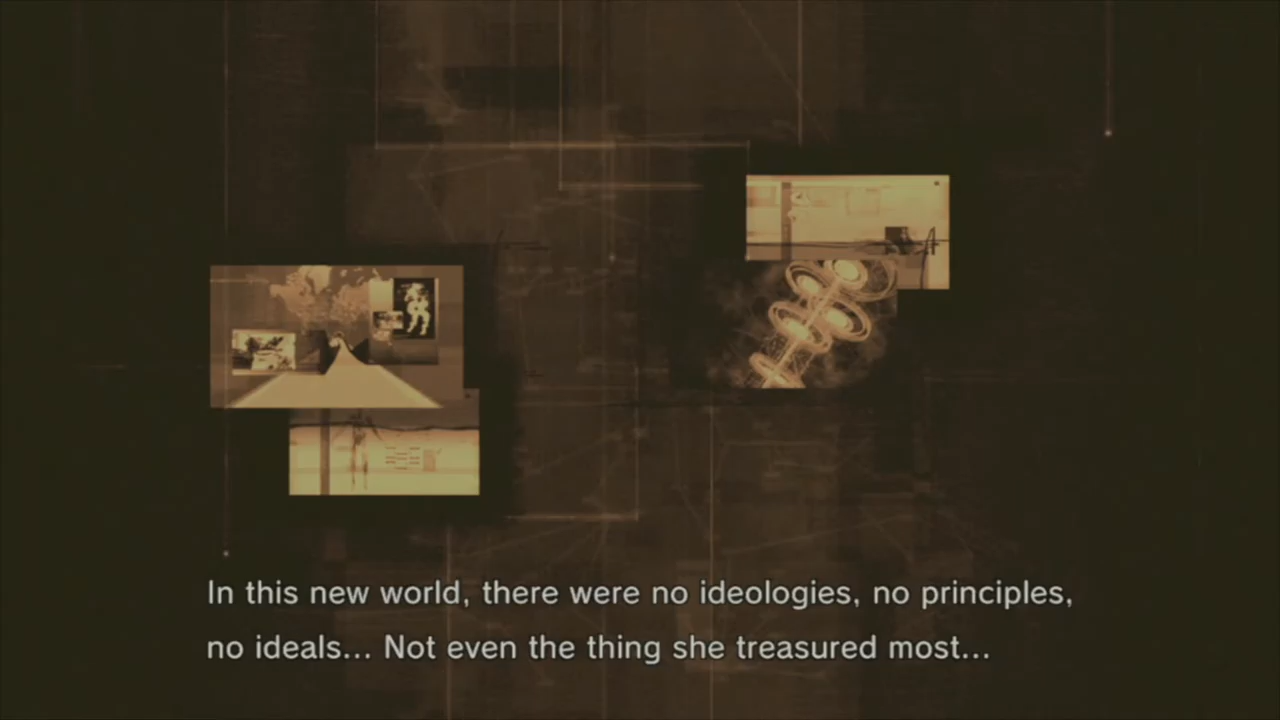 In this new world, there were no ideologies, no principles,
no ideals... Not even the thing she treasured most...